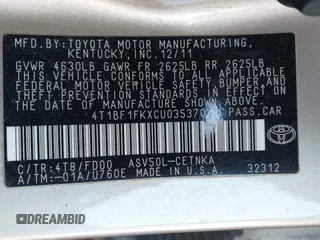 MFD.BY:TOYOTA MOTOR MANUFACTURING,
KENTUCKY, INC. 12/11
GVWR 4630LB GAWR FR 2625LB RR 2625LB
THIS VEHICLE CONFORMS TO ALL APPLICABLE
FEDERAL MOTOR VEHICLE SAFETY, BUMPER,
AND THEFT PREVENTION STANDARDS IN EFFECT
ON THE DATE OF MANUFACTURE SHOWN ABOVE.
4T1BF1FKXCU03537 PASS.CAR
C/TR: 4T8/FD00 ASV50L-CETNKA
A/TM:-01A/U760E MADE IN U.S.A. 32312
TOYOTA
DREAMBID